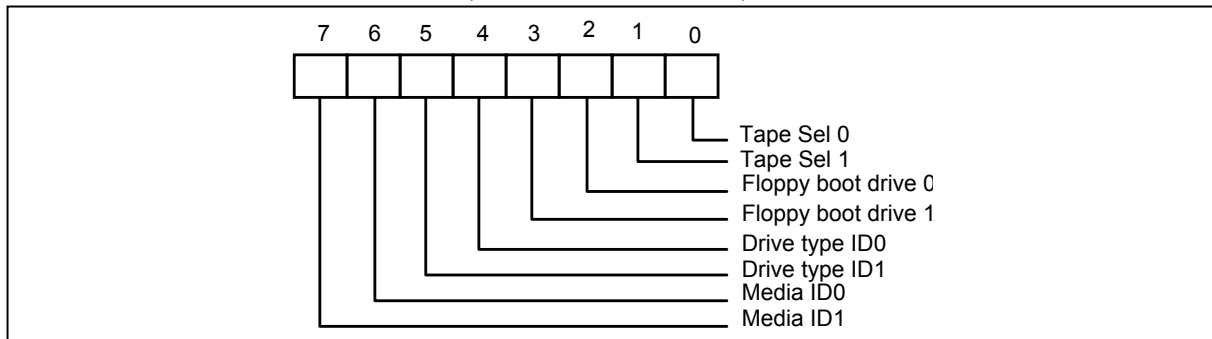 7 6 5 4 3 2 1 0
Tape Sel 0
Tape Sel 1
Floppy boot drive 0
Floppy boot drive 1
Drive type ID0
Drive type ID1
Media ID0
Media ID1